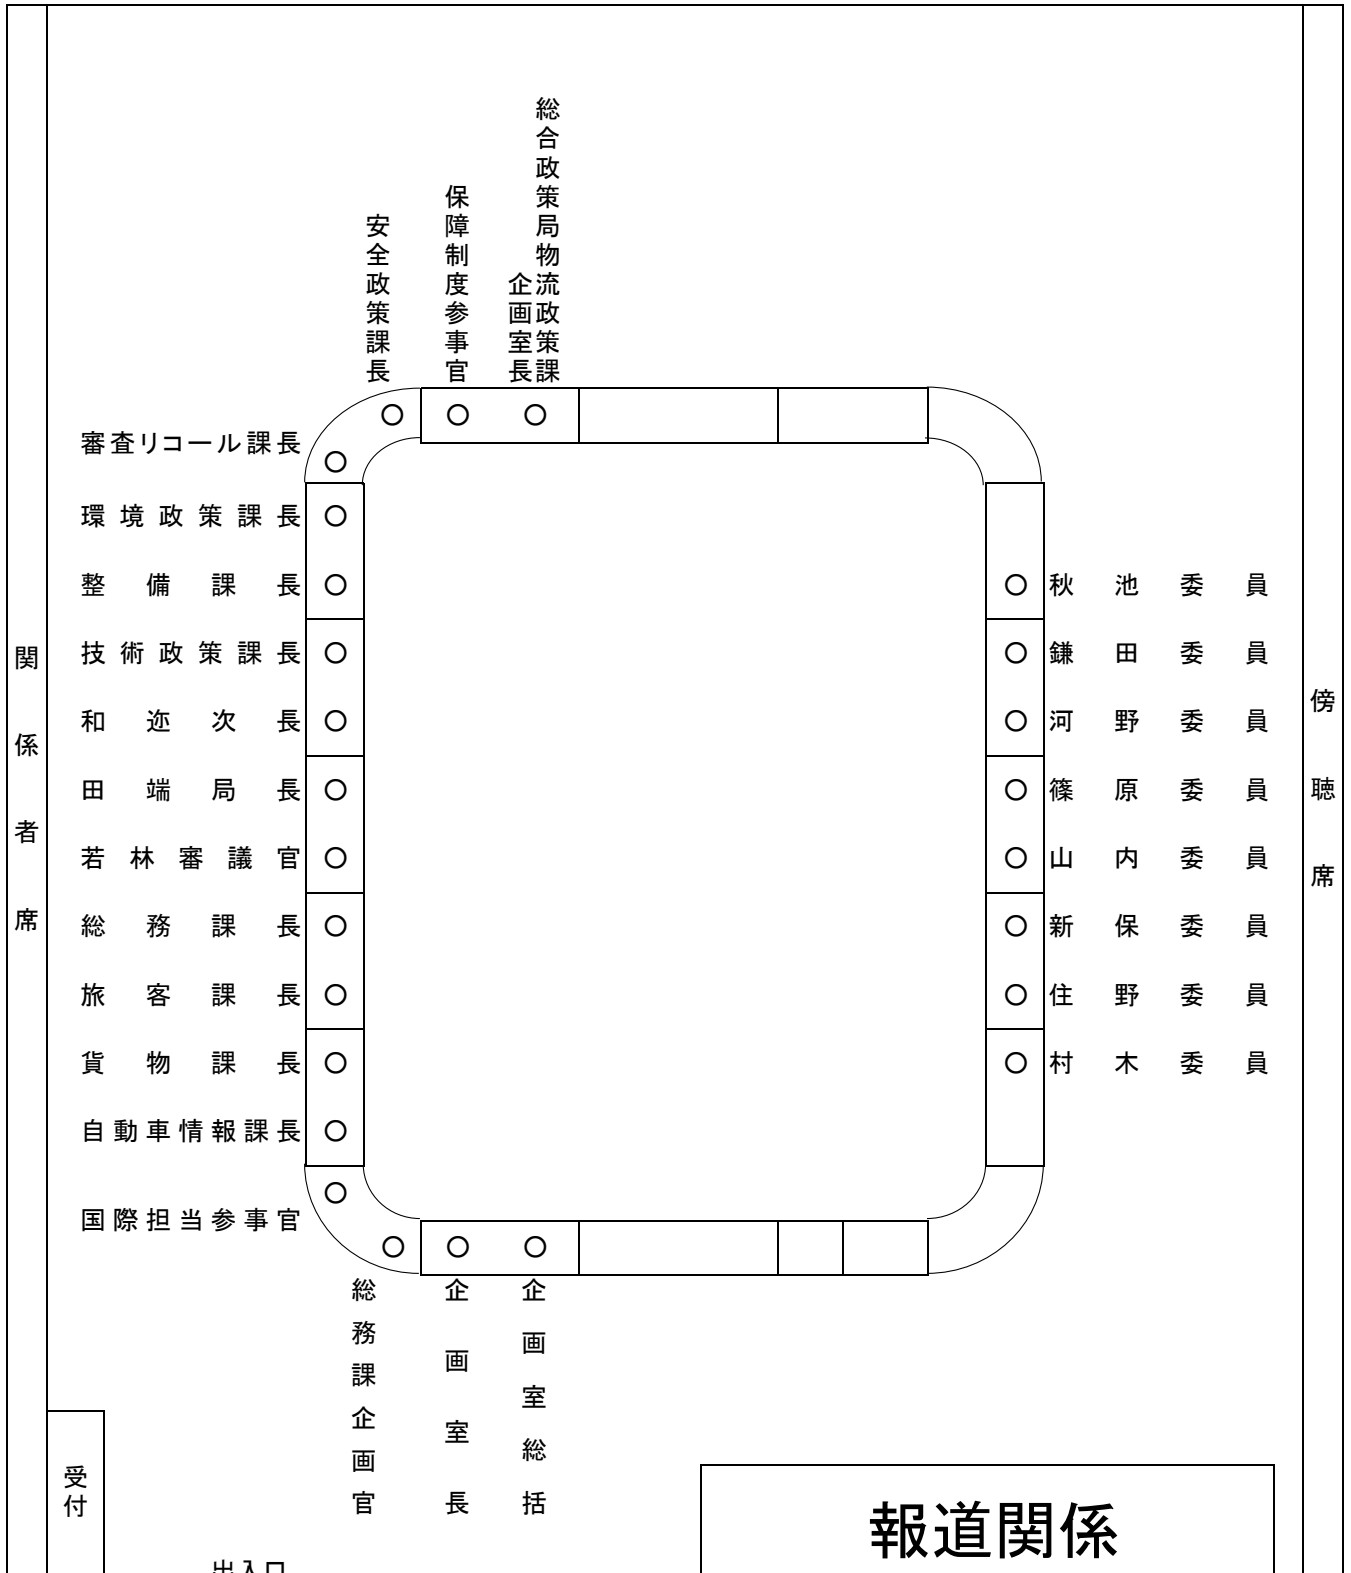 総合政策局物流政策課
企画室長
保障制度参事官
安全政策課長
審査リコール課長
環境政策課長
整備課長
秋池委員
技術政策課長
鎌田委員
和迩次長
河野委員
田端局長
篠原委員
若林審議官
山内委員
総務課長
新保委員
旅客課長
住野委員
貨物課長
村木委員
自動車情報課長
国際担当参事官
総務課企画官
企画室長
企画室総括
関係者席
傍聴席
受付
報道関係
出入口